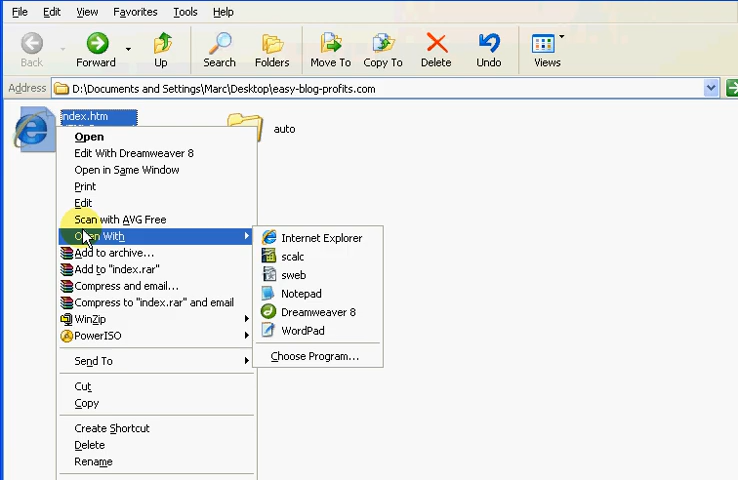 File Edit View Favorites Tools Help
Back Forward Up Search Folders Move To Copy To Delete Undo Views
Address D:\Documents and Settings\Marc\Desktop\easy-blog-profits.com
index.htm
auto
Open
Edit With Dreamweaver 8
Open in Same Window
Print
Edit
Scan with AVG Free
Open With
Add to archive...
Add to "index.rar"
Compress and email...
Compress to "index.rar" and email
WinZip
PowerISO
Send To
Cut
Copy
Create Shortcut
Delete
Rename
Internet Explorer
scalc
sweb
Notepad
Dreamweaver 8
WordPad
Choose Program...